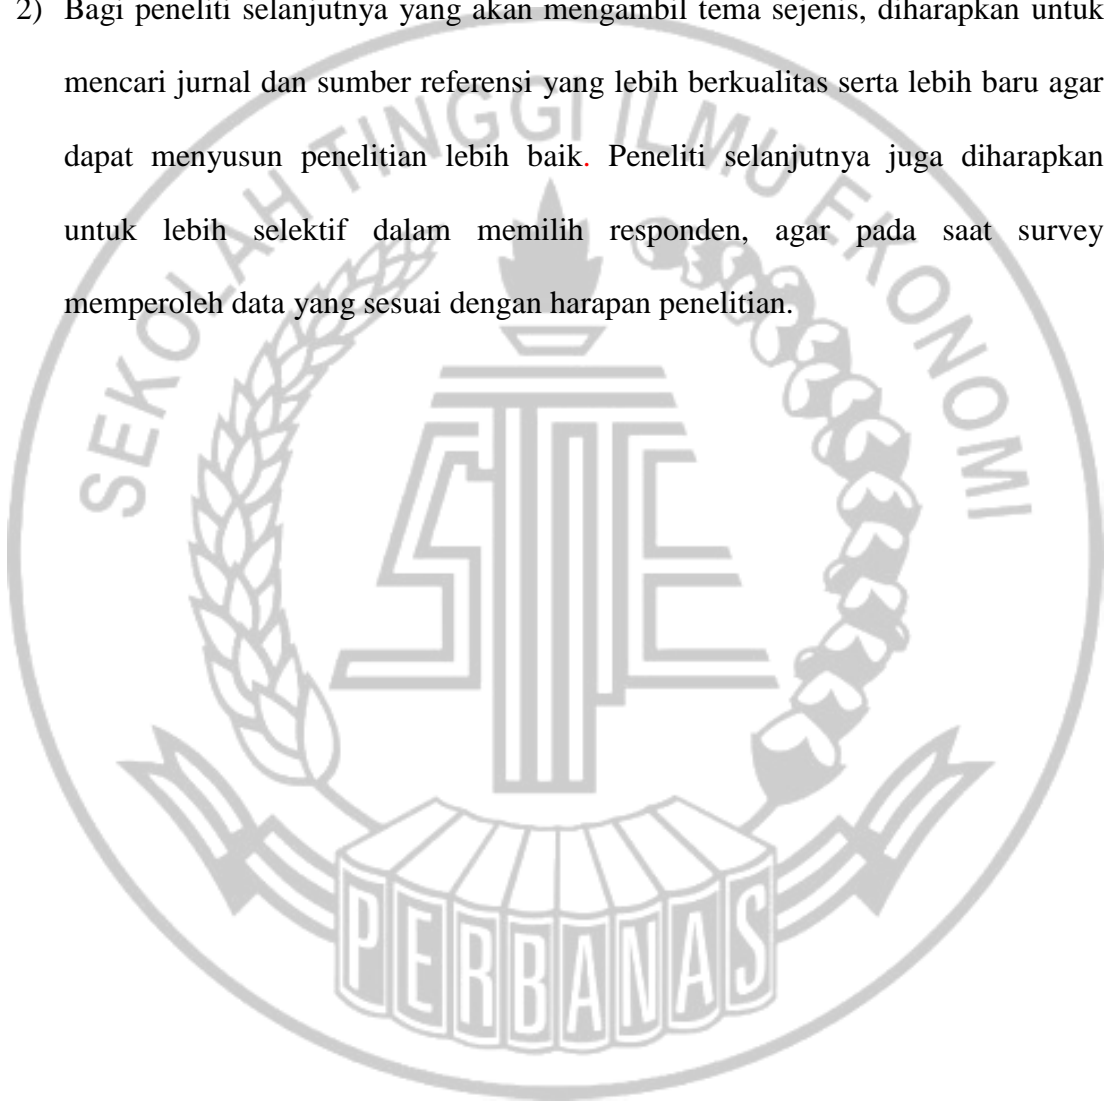 2) Bagi peneliti selanjutnya yang akan mengambil tema sejenis, diharapkan untuk
mencari jurnal dan sumber referensi yang lebih berkualitas serta lebih baru agar
dapat menyusun penelitian lebih baik. Peneliti selanjutnya juga diharapkan
untuk lebih selektif dalam memilih responden, agar pada saat survey
memperoleh data yang sesuai dengan harapan penelitian.
SEKOLAH TINGGI ILMU EKONOMI
STIE
PERBANAS